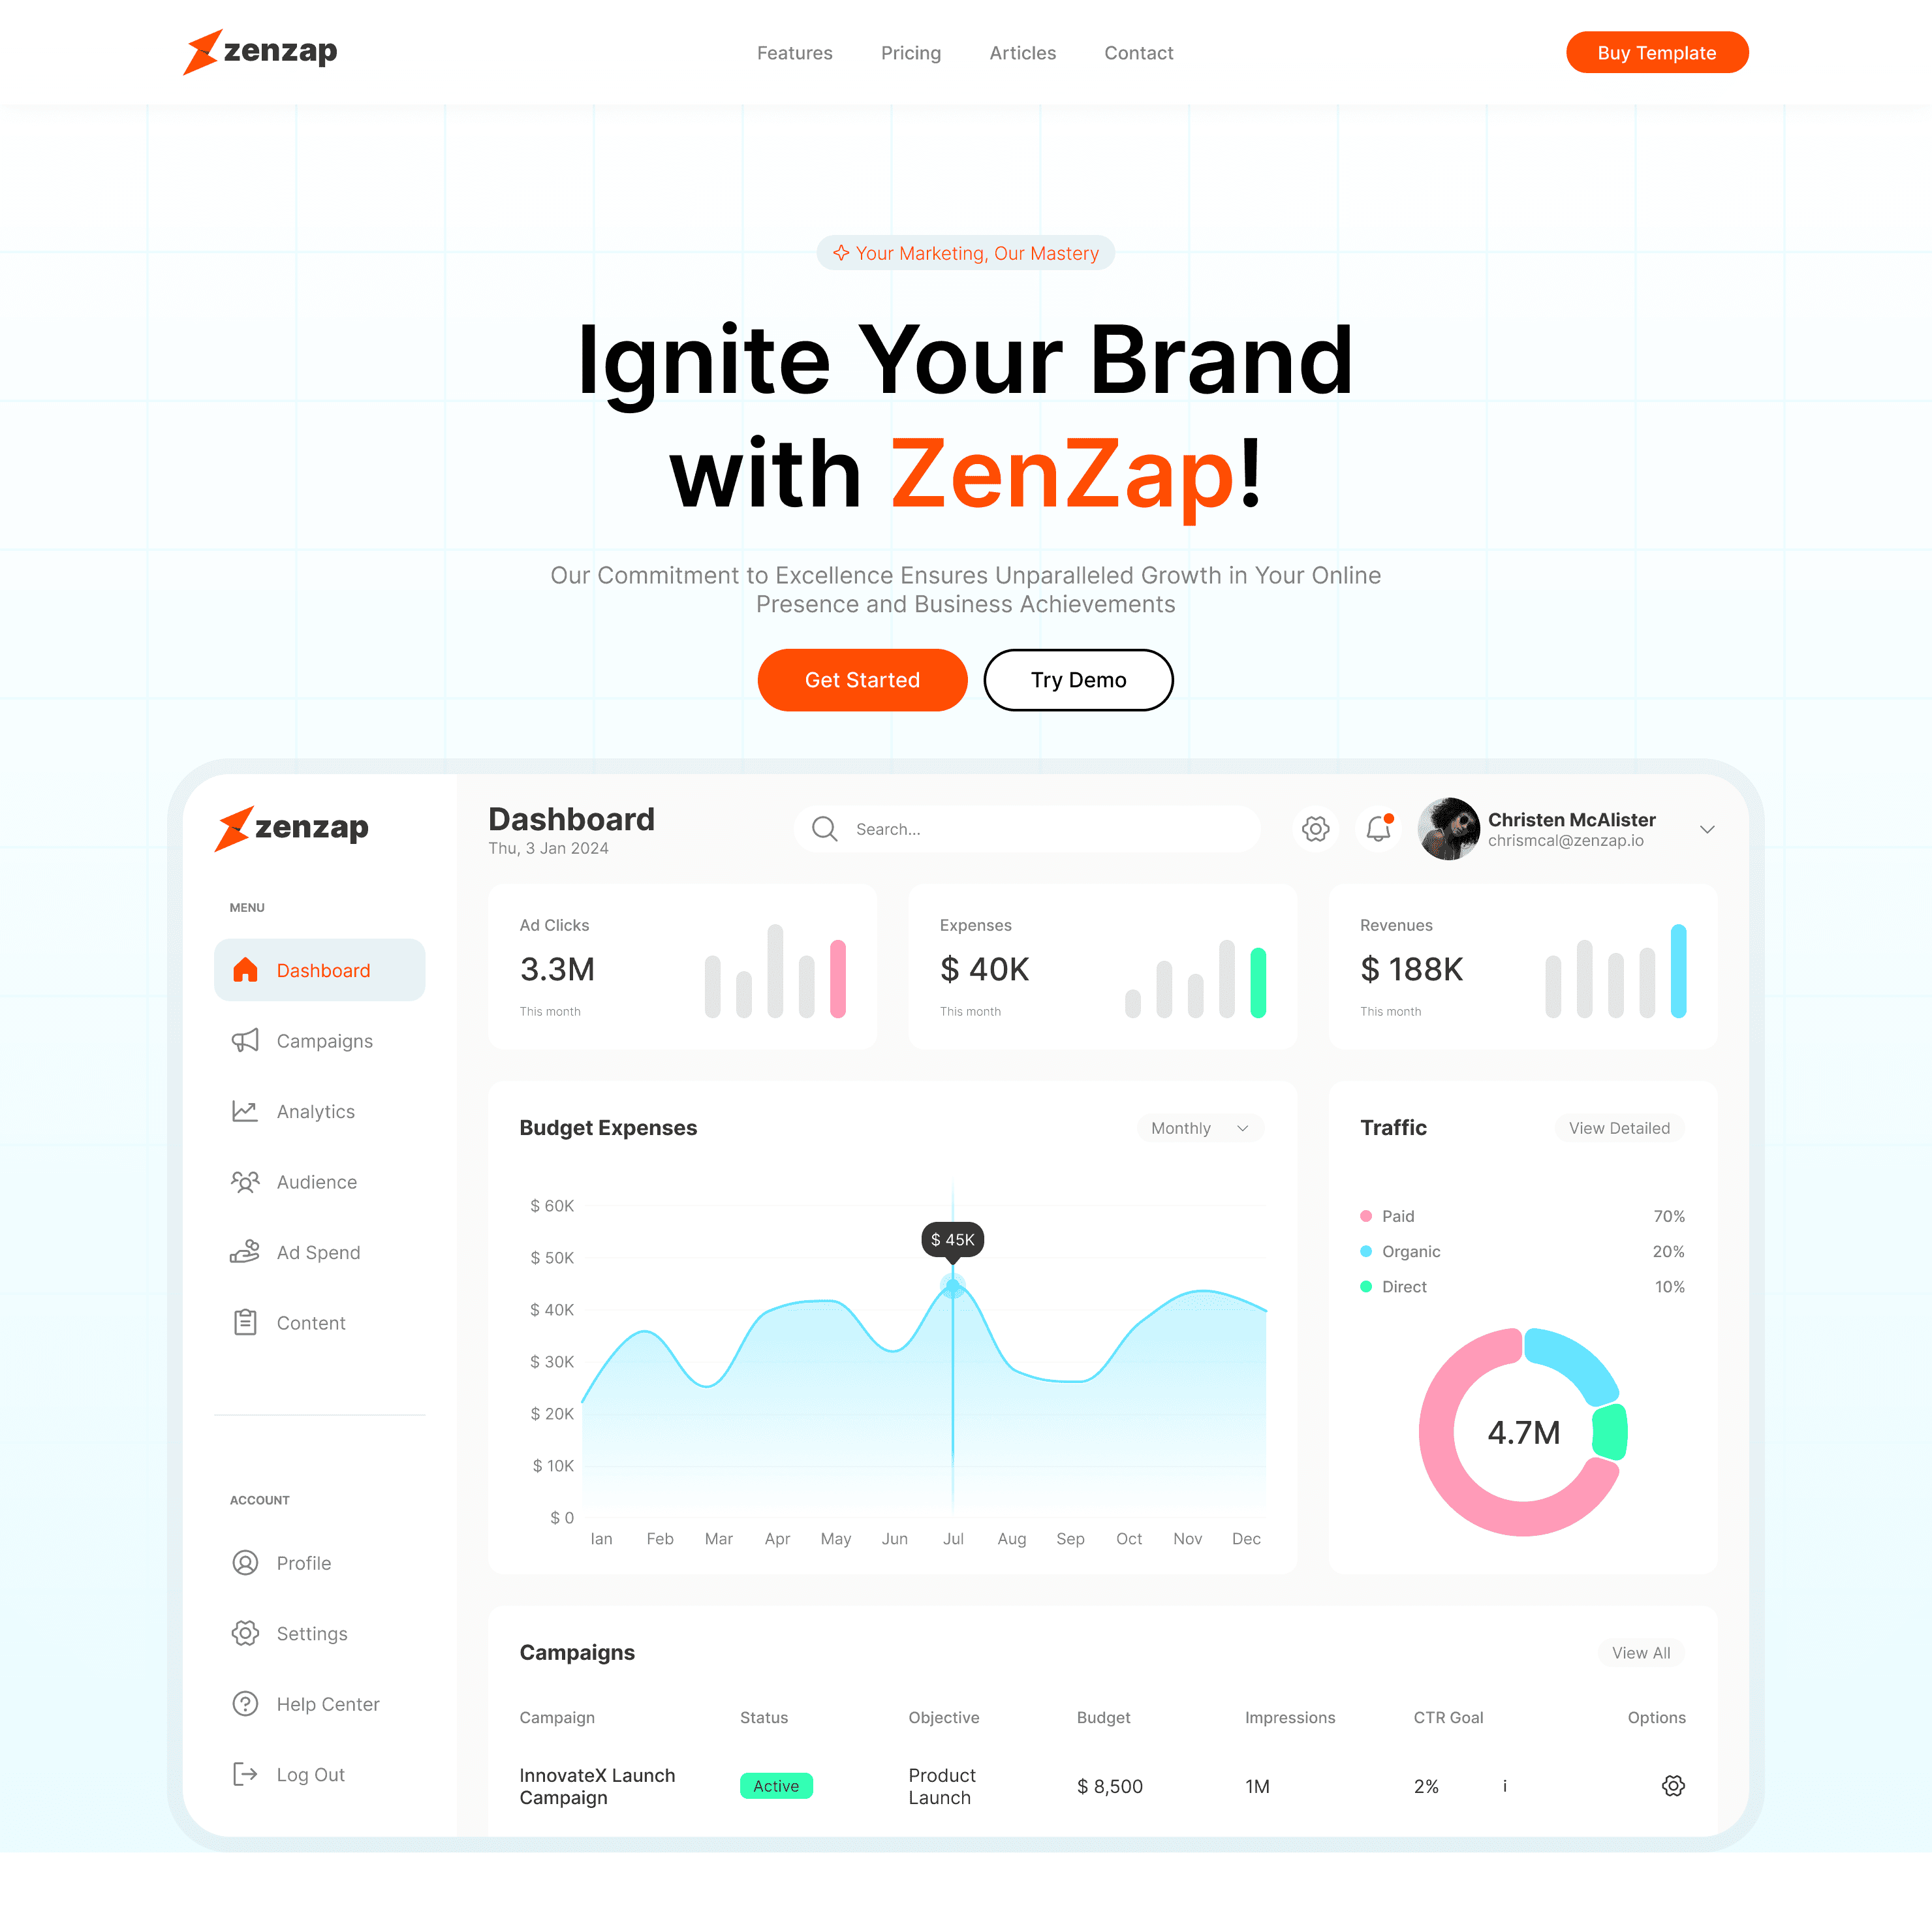 zenzap
Features Pricing Articles Contact
Buy Template
Your Marketing, Our Mastery
Ignite Your Brand
with ZenZap!
Our Commitment to Excellence Ensures Unparalleled Growth in Your Online
Presence and Business Achievements
Get Started Try Demo
zenzap
MENU
Dashboard
Campaigns
Analytics
Audience
Ad Spend
Content
ACCOUNT
Profile
Settings
Help Center
Log Out
Dashboard
Thu, 3 Jan 2024
Search...
Christen McAlister
chrismcal@zenzap.io
Ad Clicks
3.3M
This month
Expenses
$ 40K
This month
Revenues
$ 188K
This month
Budget Expenses
Monthly
$ 60K
$ 50K
$ 40K
$ 30K
$ 20K
$ 10K
$ 0
$ 45K
Ian Feb Mar Apr May Jun Jul Aug Sep Oct Nov Dec
Traffic
View Detailed
Paid 70%
Organic 20%
Direct 10%
4.7M
Campaigns
View All
Campaign Status Objective Budget Impressions CTR Goal Options
InnovateX Launch
Campaign
Active
Product
Launch
$ 8,500
1M
2%
i